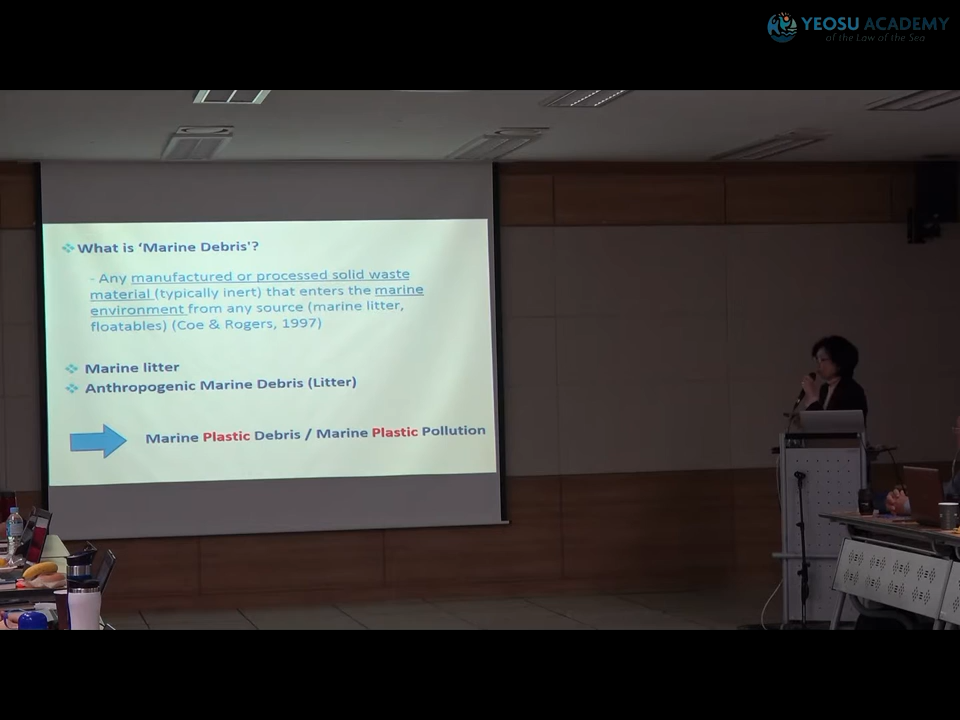 YEOSU ACADEMY
of the Law of the Sea
What is ‘Marine Debris'?
- Any manufactured or processed solid waste
material (typically inert) that enters the marine
environment from any source (marine litter,
floatables) (Coe & Rogers, 1997)
Marine litter
Anthropogenic Marine Debris (Litter)
Marine Plastic Debris / Marine Plastic Pollution